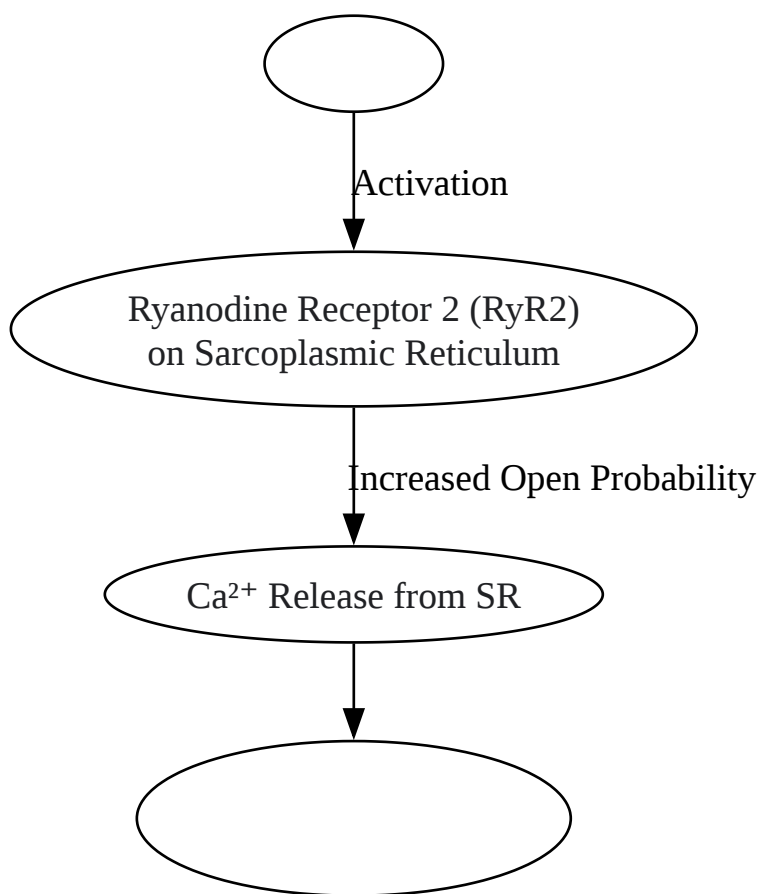 Activation
Ryanodine Receptor 2 (RyR2)
on Sarcoplasmic Reticulum
Increased Open Probability
Ca²⁺ Release from SR